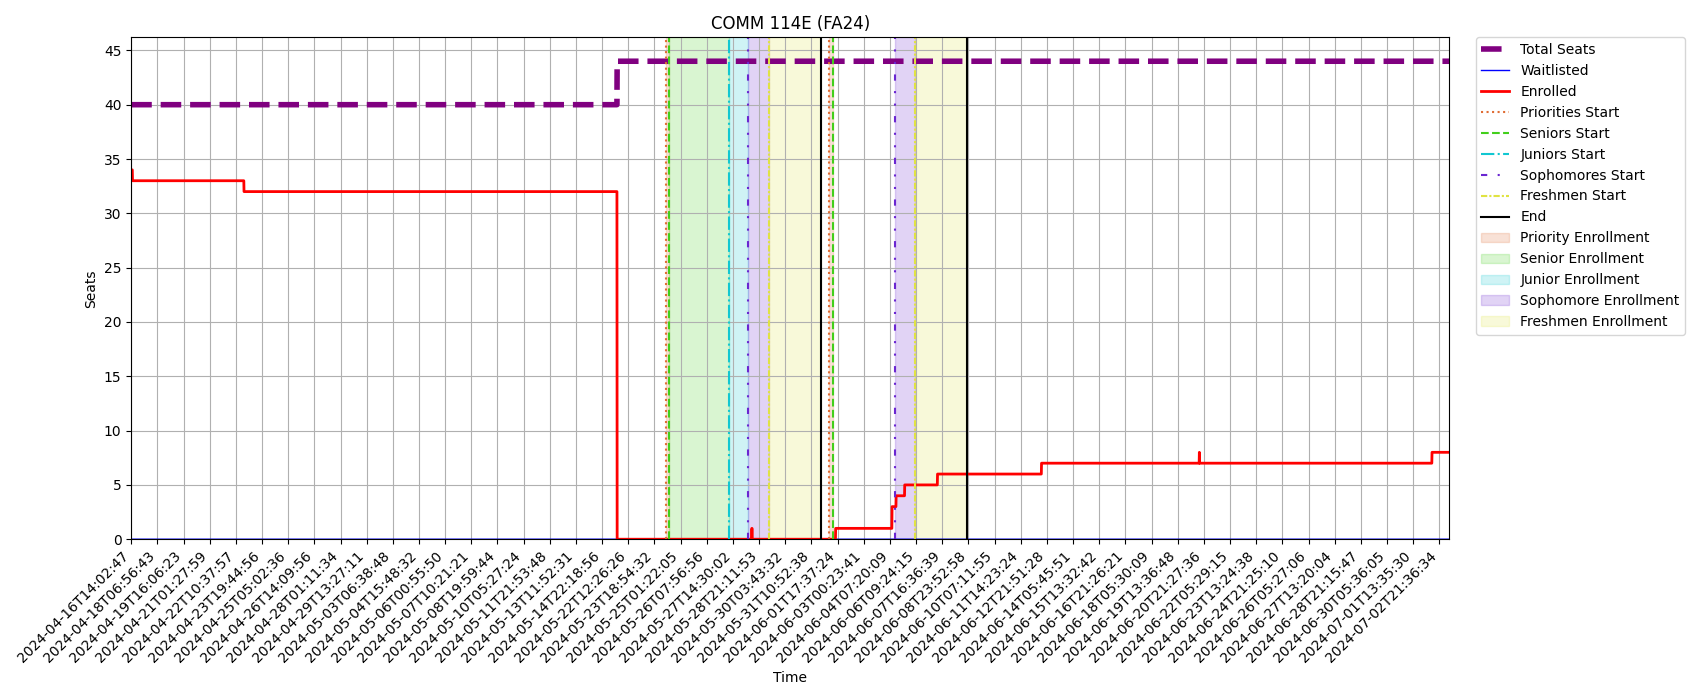 COMM 114E (FA24)
Seats
45
40
35
30
25
20
15
10
5
0
2024-04-16T14:02:47
2024-04-18T06:56:43
2024-04-19T16:06:23
2024-04-21T01:27:59
2024-04-22T10:37:57
2024-04-23T19:44:56
2024-04-25T05:02:36
2024-04-26T14:09:56
2024-04-28T01:11:34
2024-04-29T13:27:11
2024-05-03T06:38:48
2024-05-04T15:48:32
2024-05-06T00:55:50
2024-05-07T10:21:21
2024-05-08T19:59:44
2024-05-10T05:27:24
2024-05-11T21:53:48
2024-05-13T11:52:31
2024-05-14T22:18:56
2024-05-22T12:26:26
2024-05-23T18:54:32
2024-05-25T01:22:05
2024-05-26T07:56:56
2024-05-27T14:30:02
2024-05-28T21:11:53
2024-05-30T03:43:32
2024-05-31T10:52:38
2024-06-01T17:37:24
2024-06-03T00:23:41
2024-06-04T07:20:09
2024-06-06T09:24:15
2024-06-07T16:36:39
2024-06-08T23:52:58
2024-06-10T07:11:55
2024-06-11T14:23:24
2024-06-12T21:51:28
2024-06-14T05:45:51
2024-06-15T13:32:42
2024-06-16T21:26:21
2024-06-18T05:30:09
2024-06-19T13:36:48
2024-06-20T21:27:36
2024-06-22T05:29:15
2024-06-23T13:24:38
2024-06-24T21:25:10
2024-06-26T05:27:06
2024-06-27T13:20:04
2024-06-28T21:15:47
2024-06-30T05:36:05
2024-07-01T13:35:30
2024-07-02T21:36:34
Time
Total Seats
Waitlisted
Enrolled
Priorities Start
Seniors Start
Juniors Start
Sophomores Start
Freshmen Start
End
Priority Enrollment
Senior Enrollment
Junior Enrollment
Sophomore Enrollment
Freshmen Enrollment